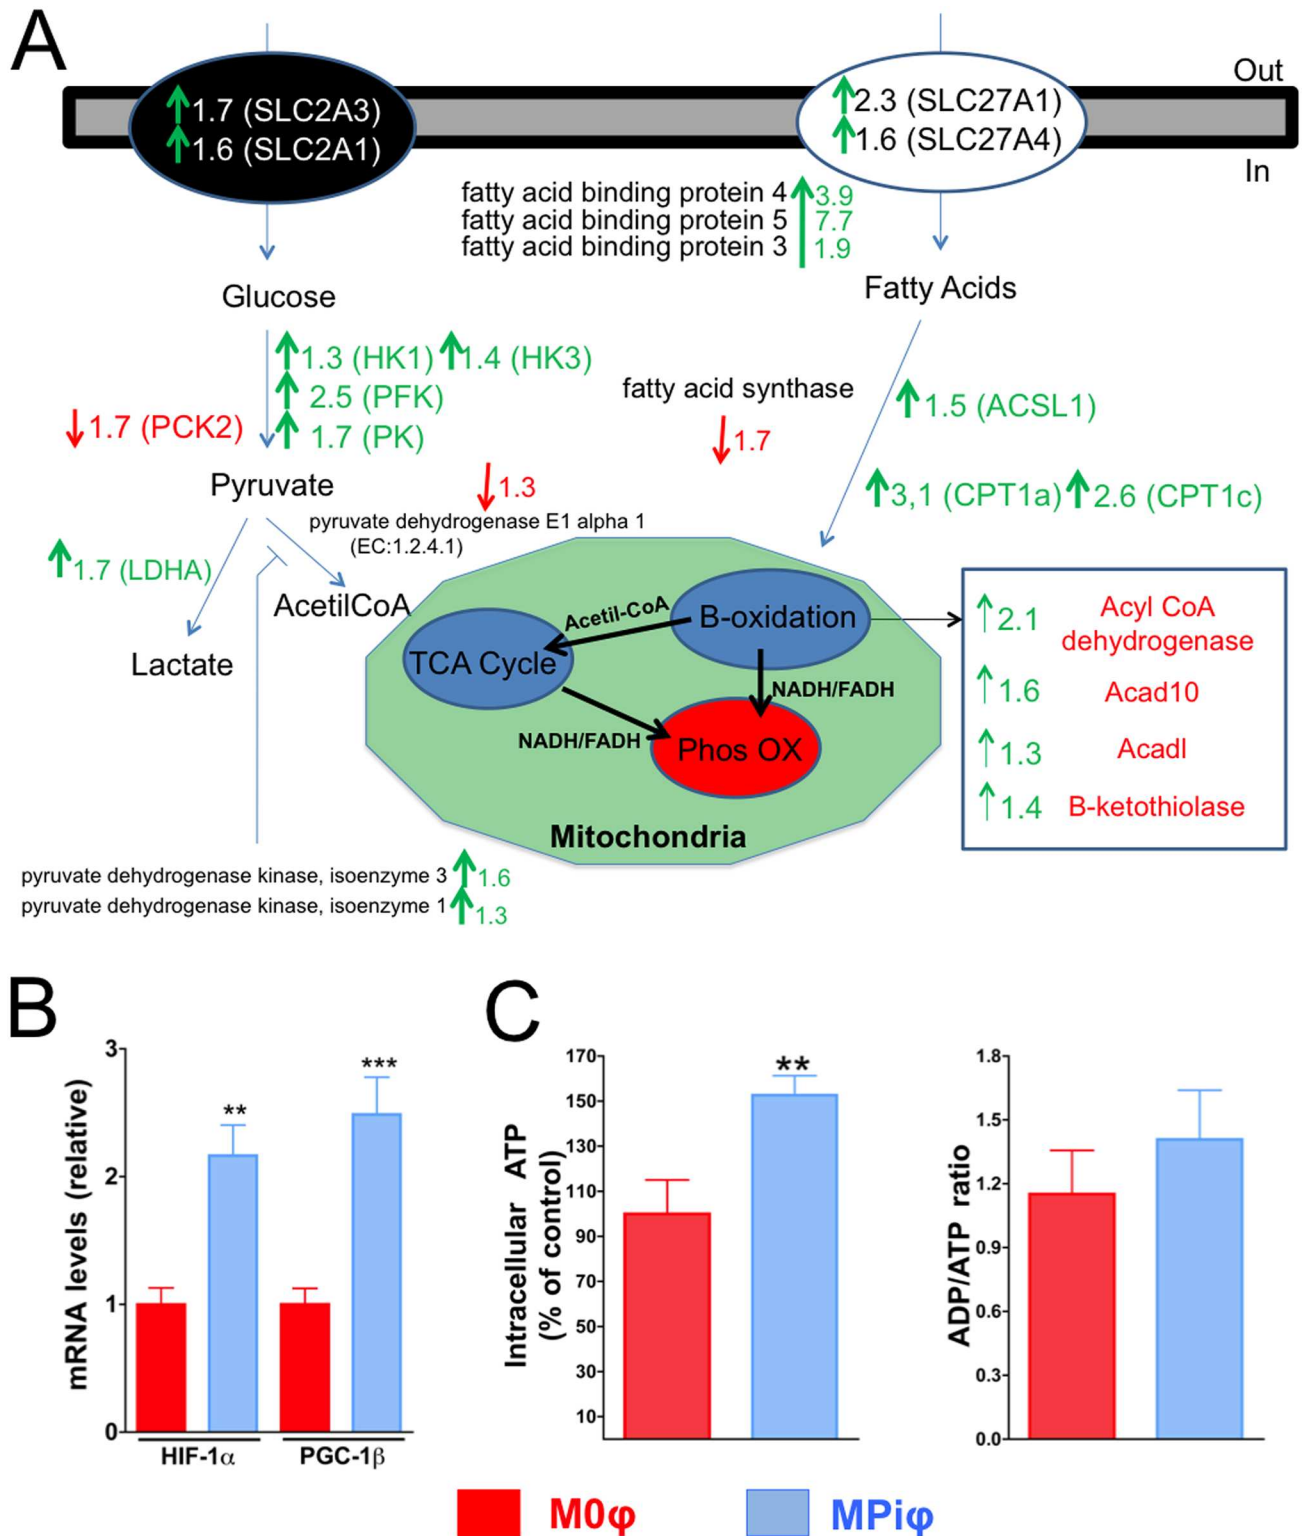 A
Out
1.7 (SLC2A3)
1.6 (SLC2A1)
2.3 (SLC27A1)
1.6 (SLC27A4)
In
fatty acid binding protein 4 3.9
fatty acid binding protein 5 7.7
fatty acid binding protein 3 1.9
Glucose
Fatty Acids
1.3 (HK1) 1.4 (HK3)
2.5 (PFK)
1.7 (PK)
1.7 (PCK2)
fatty acid synthase
1.7
1.5 (ACSL1)
Pyruvate
1.3
pyruvate dehydrogenase E1 alpha 1
(EC:1.2.4.1)
3,1 (CPT1a) 2.6 (CPT1c)
1.7 (LDHA)
AcetilCoA
Lactate
Acetil-CoA
B-oxidation
TCA Cycle
NADH/FADH
NADH/FADH
Phos OX
Mitochondria
2.1 Acyl CoA
dehydrogenase
1.6 Acad10
1.3 Acadl
1.4 B-ketothiolase
pyruvate dehydrogenase kinase, isoenzyme 3 1.6
pyruvate dehydrogenase kinase, isoenzyme 1 1.3
B
mRNA levels (relative)
3
2
1
0
**
***
HIF-1α
PGC-1β
C
Intracellular ATP
(% of control)
170
150
130
110
90
70
50
30
10
**
ADP/ATP ratio
1.8
1.5
1.2
0.9
0.6
0.3
0.0
M0φ
MPiφ